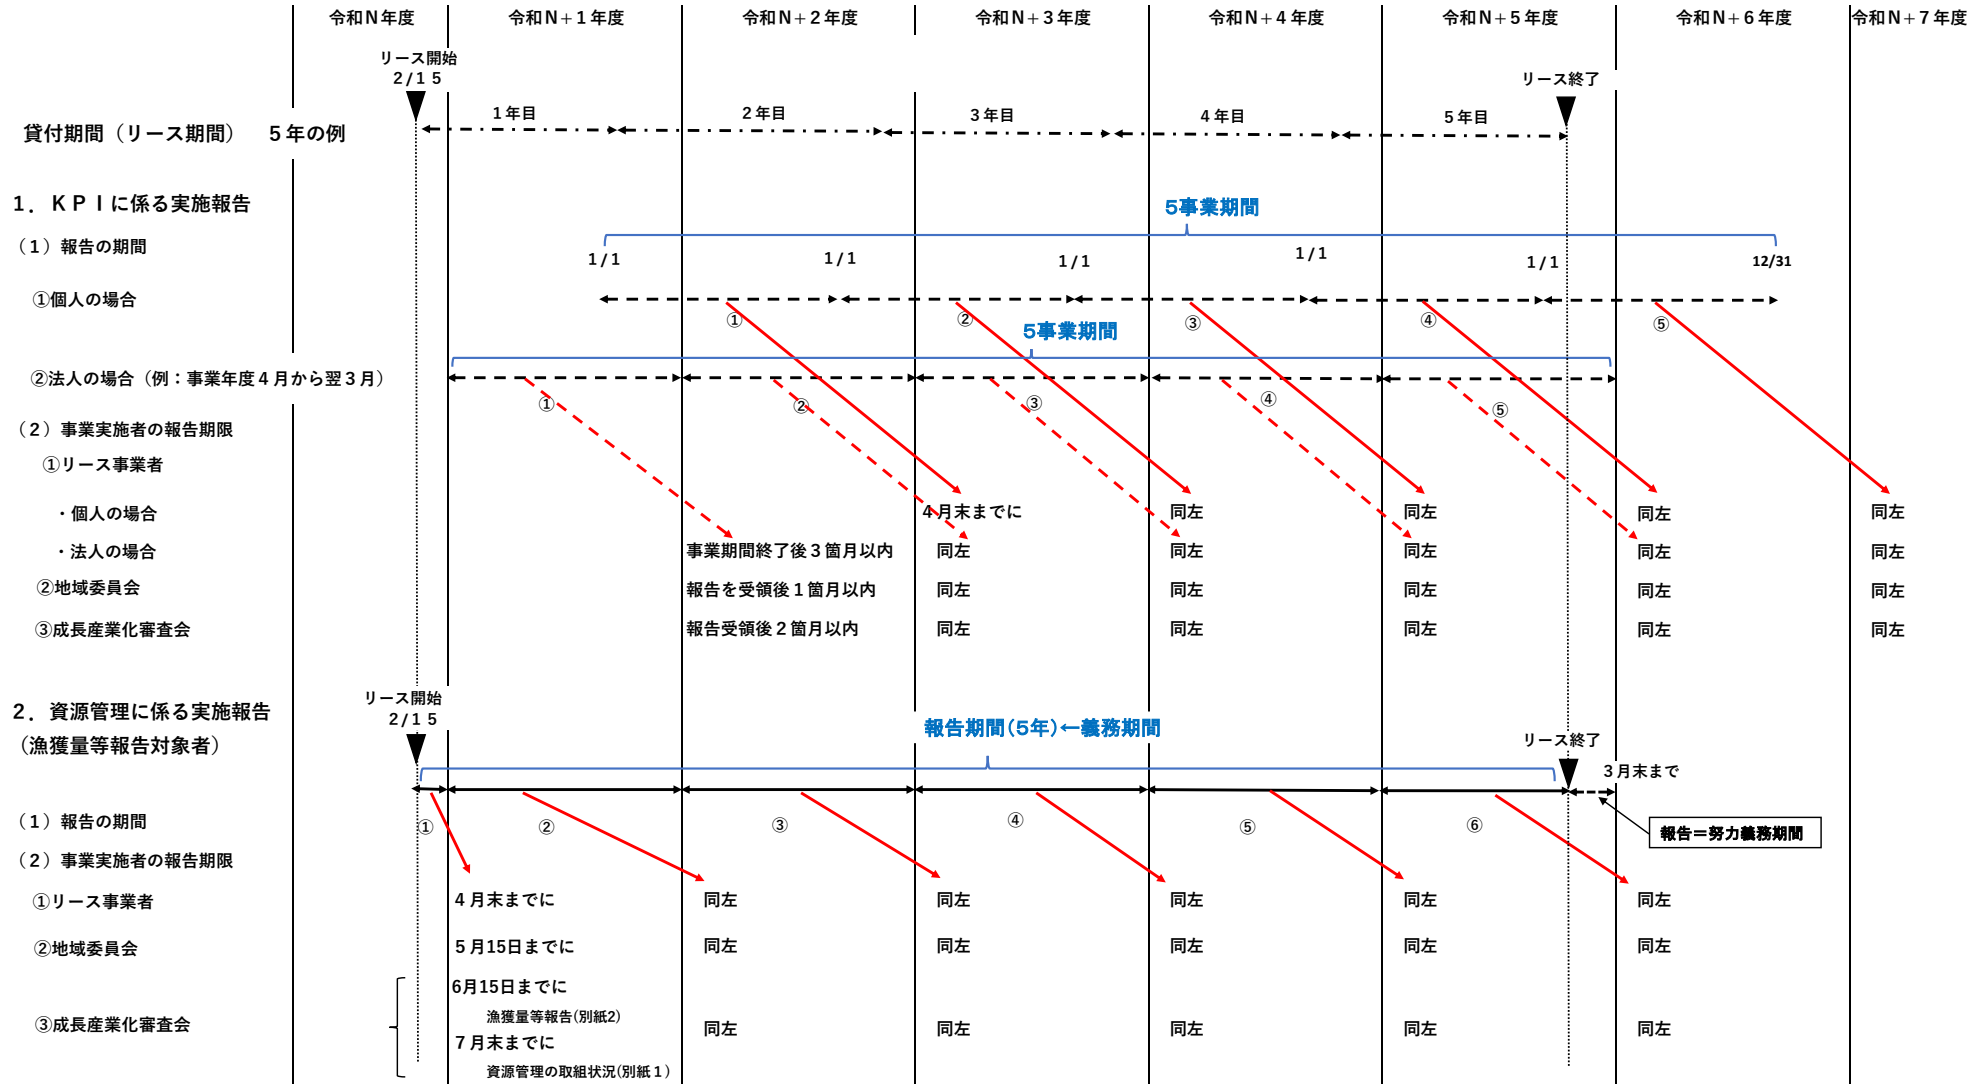 令和Ｎ年度 令和Ｎ＋１年度 令和Ｎ＋２年度 令和Ｎ＋３年度 令和Ｎ＋４年度 令和Ｎ＋５年度 令和Ｎ＋６年度 令和Ｎ＋７年度
リース開始
２/１５
リース終了
貸付期間（リース期間）　５年の例
１年目 ２年目 ３年目 ４年目 ５年目
１．ＫＰＩに係る実施報告
5事業期間
（１）報告の期間
１/１ １/１ １/１ １/１ １/１ 12/31
①個人の場合
① ② ③ ④ ⑤
5事業期間
②法人の場合（例：事業年度４月から翌３月）
① ② ③ ④ ⑤
（２）事業実施者の報告期限
①リース事業者
・個人の場合 ４月末までに 同左 同左 同左 同左
・法人の場合 事業期間終了後３箇月以内 同左 同左 同左 同左 同左
②地域委員会 報告を受領後１箇月以内 同左 同左 同左 同左 同左
③成長産業化審査会 報告受領後２箇月以内 同左 同左 同左 同左 同左
リース開始
２/１５
２．資源管理に係る実施報告
（漁獲量等報告対象者）
報告期間(5年)←義務期間
リース終了
３月末まで
（１）報告の期間
① ② ③ ④ ⑤ ⑥
報告＝努力義務期間
（２）事業実施者の報告期限
①リース事業者 ４月末までに 同左 同左 同左 同左 同左
②地域委員会 ５月15日までに 同左 同左 同左 同左 同左
6月15日までに
漁獲量等報告(別紙2)
③成長産業化審査会 同左 同左 同左 同左 同左
７月末までに
資源管理の取組状況(別紙１)